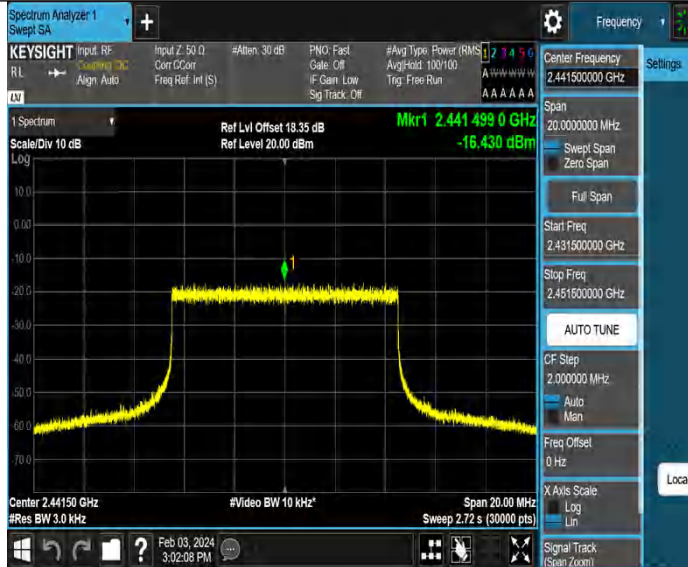 Spectrum Analyzer 1
Swept SA
+
Frequency
KEYSIGHT
RL
Input: RF
Coupling: DC
Align: Auto
Input Z: 50 Ω
Corr CCorr
Freq Ref: Int (S)
#Atten: 30 dB
PNO: Fast
Gate: Off
IF Gain: Low
Sig Track: Off
#Avg Type: Power (RMS
Avg|Hold: 100/100
Trig: Free Run
1 2 3 4 5 6
A W W W W W
A A A A A A
1 Spectrum
Scale/Div 10 dB
Log
Ref Lvl Offset 18.35 dB
Ref Level 20.00 dBm
Mkr1 2.441 499 0 GHz
-16.430 dBm
10.0
0.00
-10.0
-20.0
-30.0
-40.0
-50.0
-60.0
-70.0
1
Center 2.44150 GHz
#Res BW 3.0 kHz
#Video BW 10 kHz*
Span 20.00 MHz
Sweep 2.72 s (30000 pts)
Center Frequency
2.441500000 GHz
Settings
Span
20.0000000 MHz
Swept Span
Zero Span
Full Span
Start Freq
2.431500000 GHz
Stop Freq
2.451500000 GHz
AUTO TUNE
CF Step
2.000000 MHz
Auto
Man
Freq Offset
0 Hz
X Axis Scale
Log
Lin
Loca
Signal Track
(Span Zoom)
?
Feb 03, 2024
3:02:08 PM